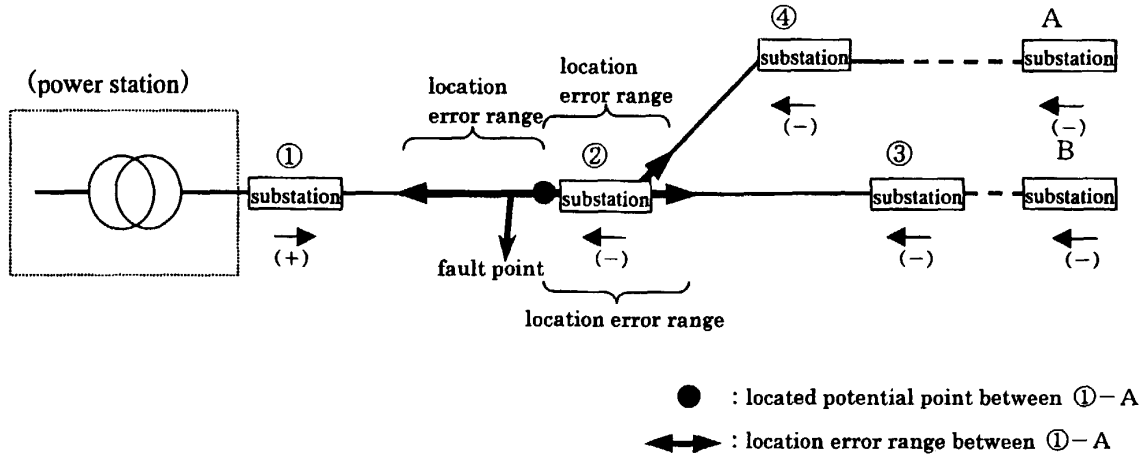 ④
A
substation
substation
(power station)
location
error range
location
error range
(-)
(-)
①
②
③
B
substation
substation
substation
substation
(+)
fault point
(-)
(-)
(-)
location error range
: located potential point between ①-A
: location error range between ①-A